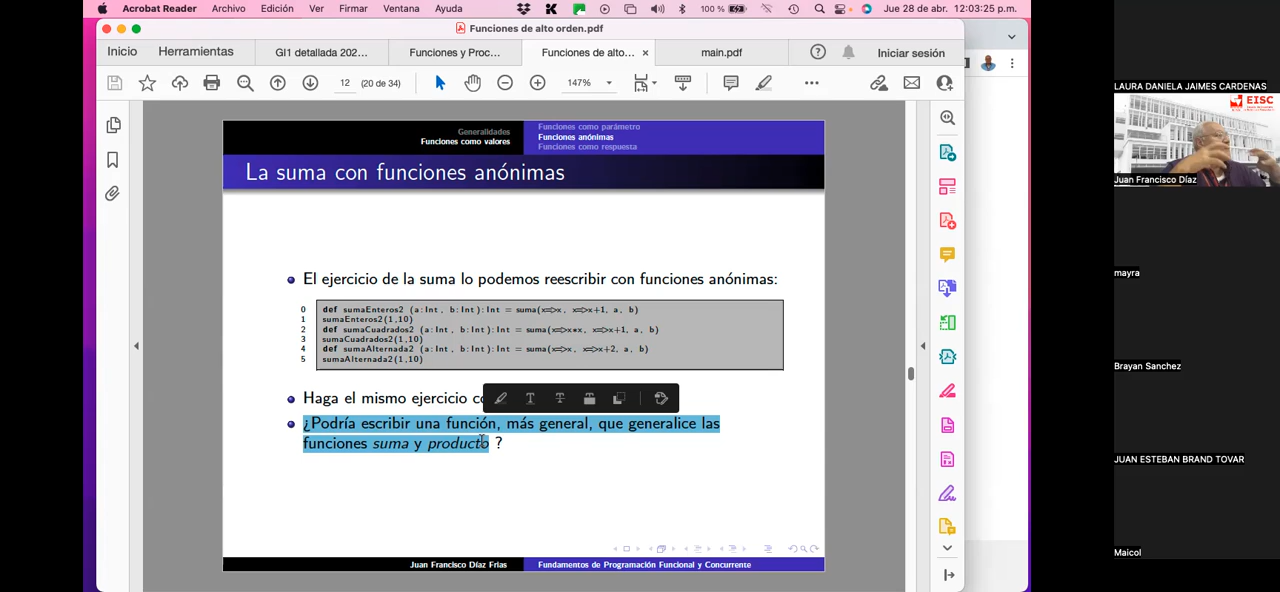 Acrobat Reader Archivo Edición Ver Firmar Ventana Ayuda 100 % Jue 28 de abr. 12:03:25 p.m.
Funciones de alto orden.pdf
Inicio Herramientas GI1 detallada 202... Funciones y Proc... Funciones de alto... × main.pdf Iniciar sesión
12 (20 de 34) 147%
Generalidades
Funciones como valores
Funciones como parámetro
Funciones anónimas
Funciones como respuesta
La suma con funciones anónimas
El ejercicio de la suma lo podemos reescribir con funciones anónimas:
0 def sumaEnteros2 (a:Int, b:Int):Int = suma(x=>x, x=>x+1, a, b)
1 sumaEnteros2(1,10)
2 def sumaCuadrados2 (a:Int, b:Int):Int = suma(x=>x*x, x=>x+1, a, b)
3 sumaCuadrados2(1,10)
4 def sumaAlternada2 (a:Int, b:Int):Int = suma(x=>x, x=>x+2, a, b)
5 sumaAlternada2(1,10)
Haga el mismo ejercicio
¿Podría escribir una función, más general, que generalice las
funciones suma y producto ?
Juan Francisco Díaz Frias Fundamentos de Programación Funcional y Concurrente
LAURA DANIELA JAIMES CARDENAS
EISC
Juan Francisco Díaz
mayra
Brayan Sanchez
JUAN ESTEBAN BRAND TOVAR
Maicol